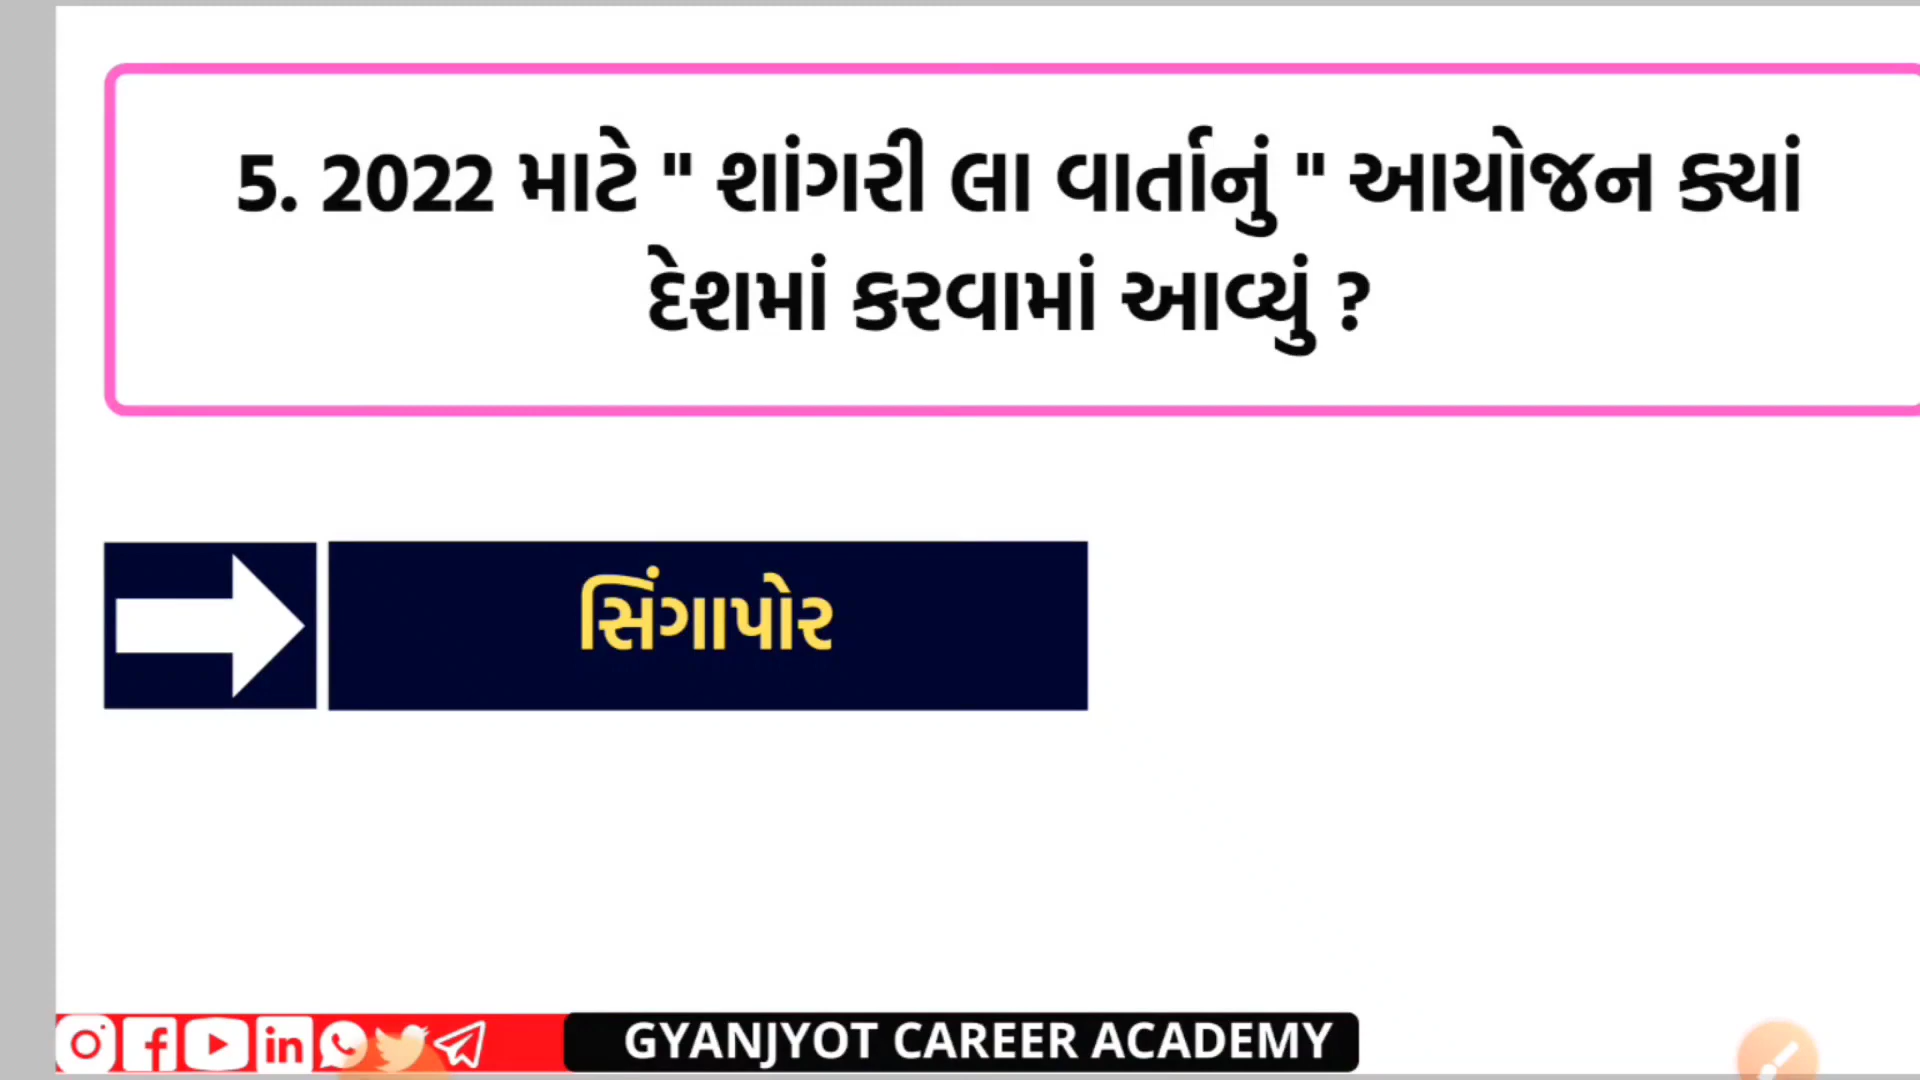 5. 2022 માટે " શાંગરી લા વાર્તાનું " આયોજન ક્યાં
દેશમાં કરવામાં આવ્યું ?
સિંગાપોર
GYANJYOT CAREER ACADEMY